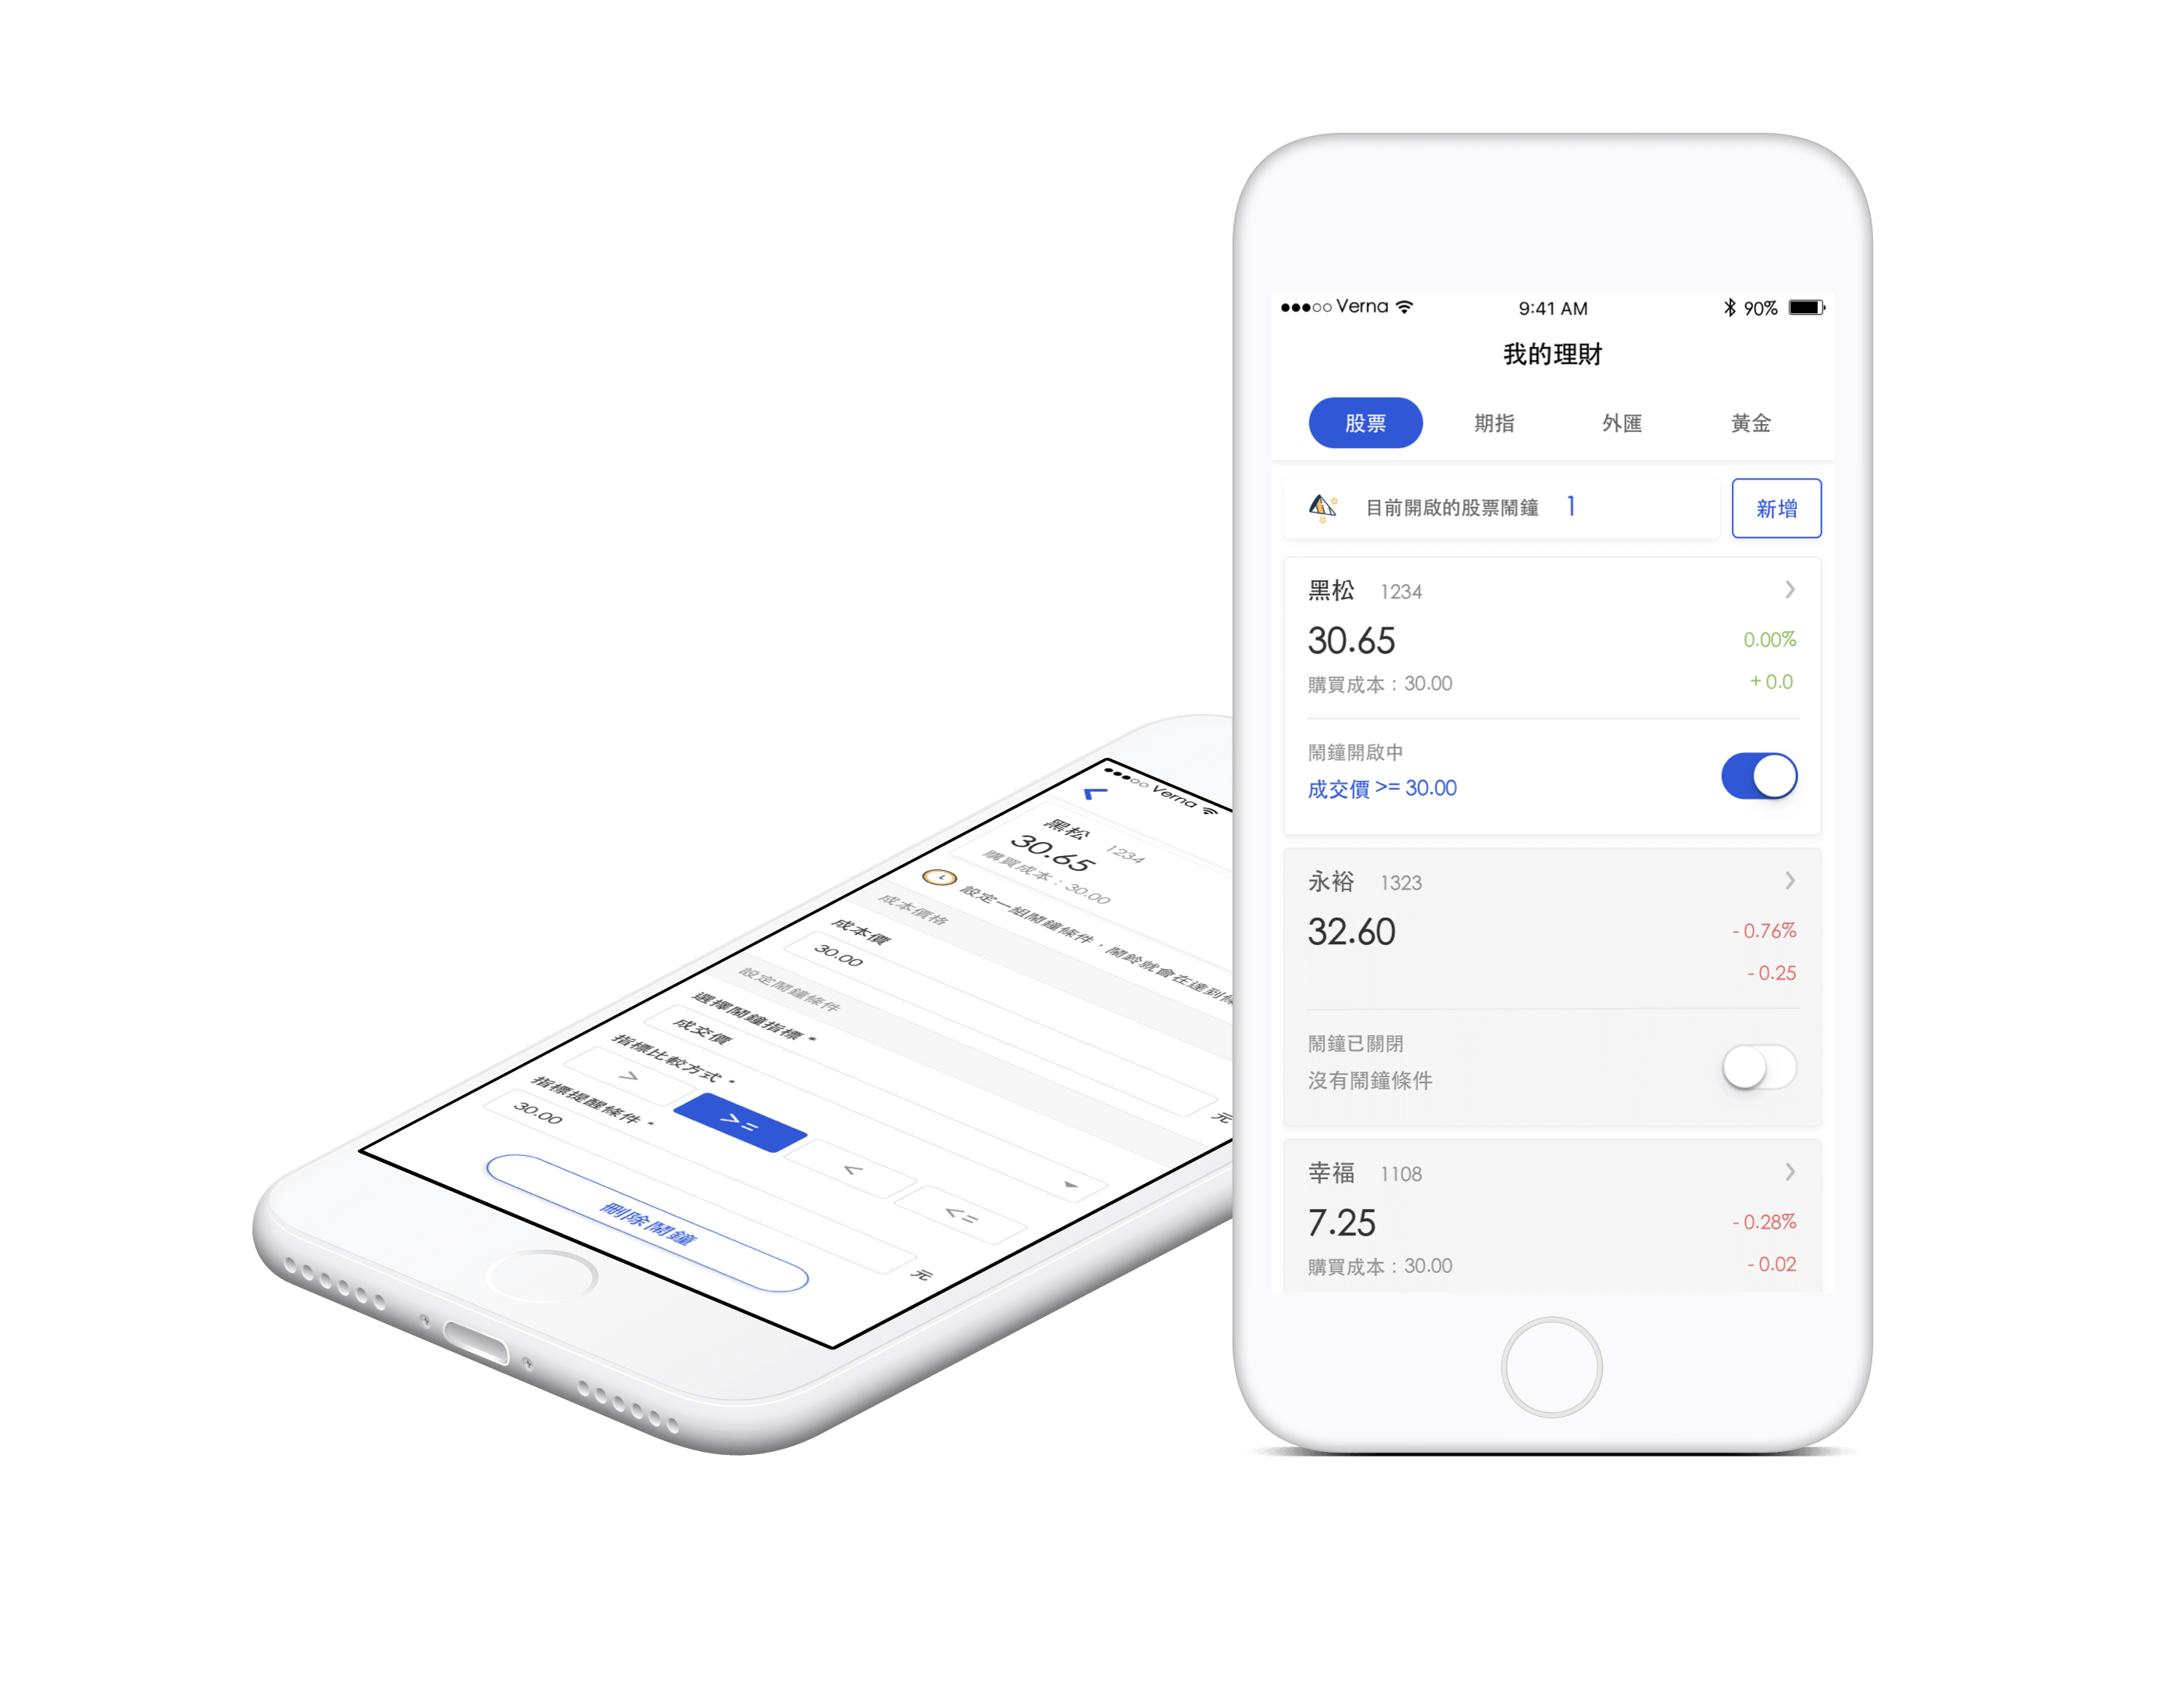 Verna 9:41 AM 90%
我的理財
股票 期指 外匯 黃金
目前開啟的股票鬧鐘 1 新增
黑松 1234
30.65 0.00%
購買成本：30.00 + 0.0
鬧鐘開啟中
成交價 >= 30.00
永裕 1323
32.60 - 0.76%
- 0.25
鬧鐘已關閉
沒有鬧鐘條件
幸福 1108
7.25 - 0.28%
購買成本：30.00 - 0.02
Verna
黑松 1234
30.65
購買成本：30.00
設定一組鬧鐘條件，鬧鈴就會在達到條
成本價格
成本價
30.00 元
設定鬧鐘條件
選擇鬧鐘指標 *
成交價
指標比較方式 *
> >= < <=
指標提醒條件 *
30.00 元
刪除鬧鐘